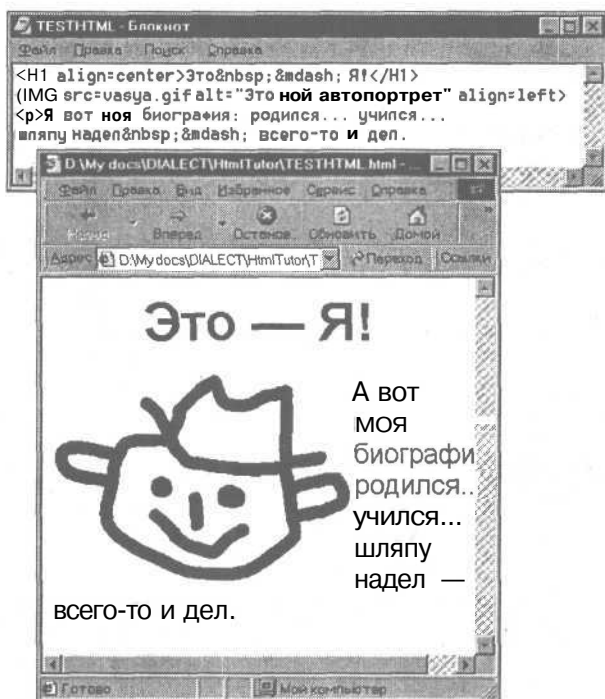 TESTHTML - Блокнот
Файл Правка Поиск Справка
<H1 align=center>Это&nbsp;&mdash; Я!</H1>
(IMG src=vasya.gif alt="Это ной автопортрет" align=left>
<p>Я вот ноя биография: родился... учился...
шляпу надел&nbsp;&mdash; всего-то и дел.
D:\My docs\DIALECT\HtmlTutor\TESTHTML.html - ...
Файл Правка Вид Избранное Сервис Справка
Назад Вперед Останов. Обновить Домой
Адрес D:\My docs\DIALECT\HtmlTutor\T Переход Ссылки
Это — Я!
А вот
моя
биографи
родился..
учился...
шляпу
надел —
всего-то и дел.
Готово Мой компьютер